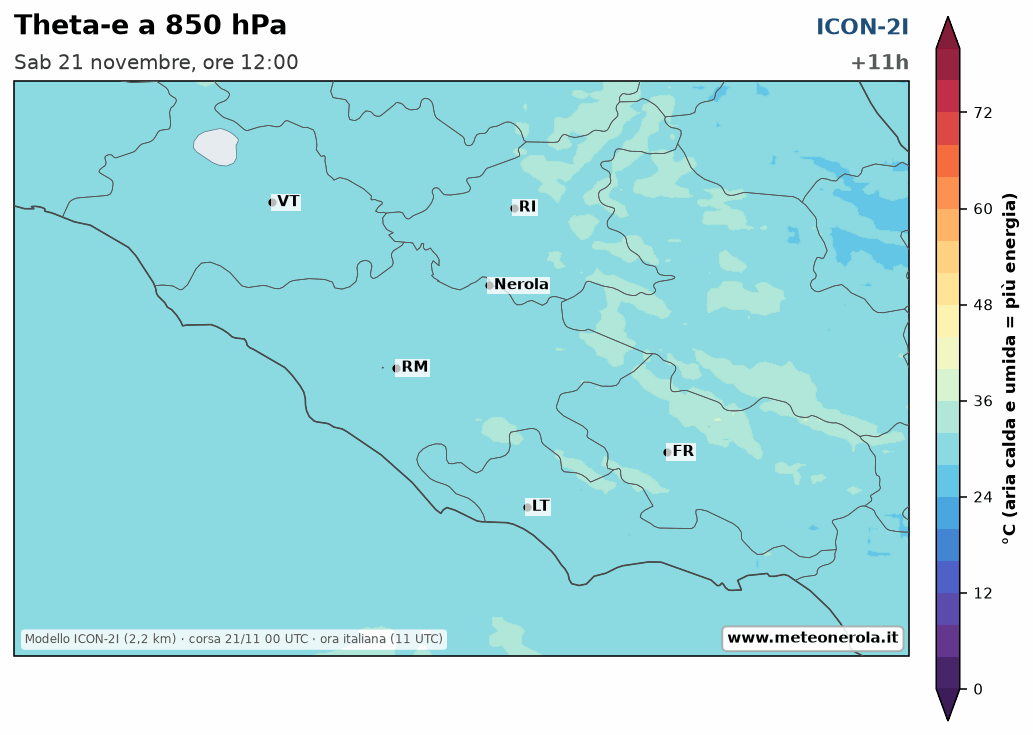 Theta-e a 850 hPa
ICON-2I
Sab 21 novembre, ore 12:00
+11h
VT
RI
Nerola
RM
FR
LT
Modello ICON-2I (2,2 km) · corsa 21/11 00 UTC · ora italiana (11 UTC)
www.meteonerola.it
72
60
48
36
24
12
0
°C (aria calda e umida = più energia)